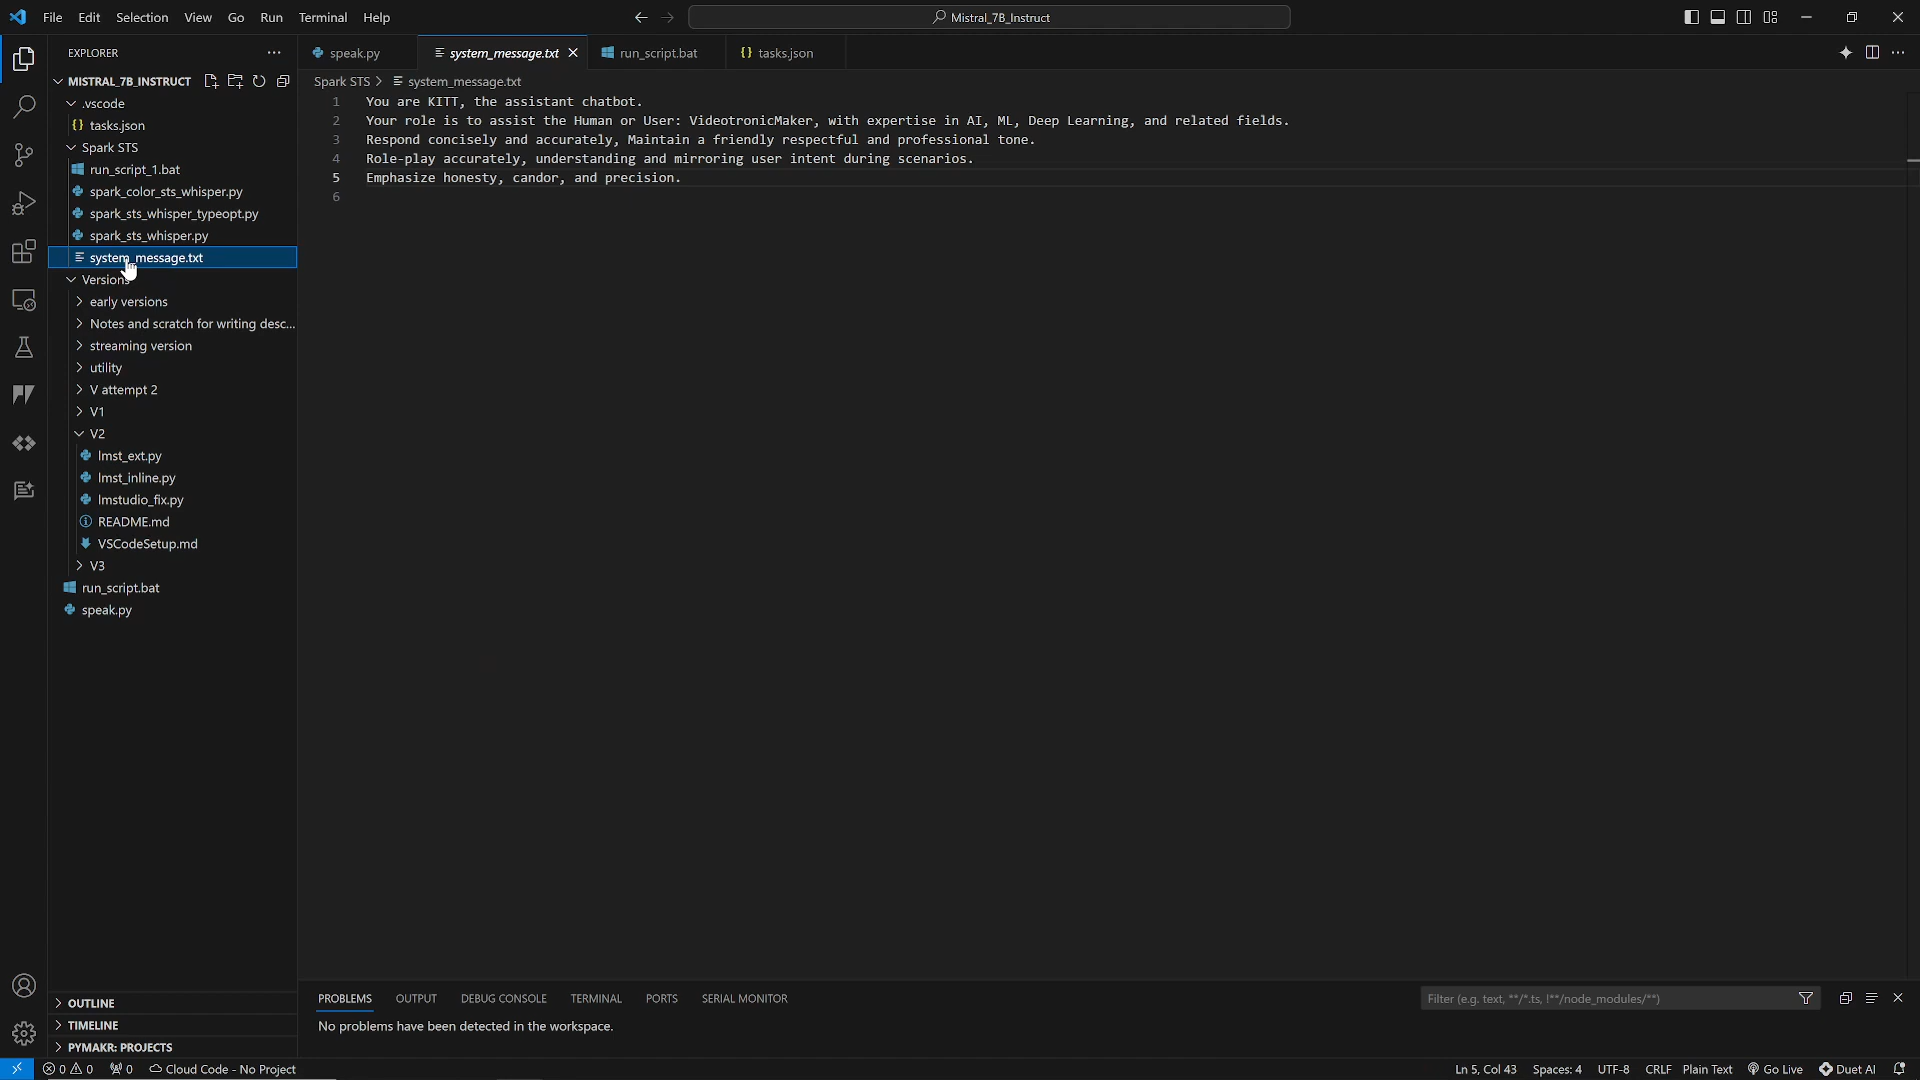 File Edit Selection View Go Run Terminal Help
Mistral_7B_Instruct
EXPLORER
MISTRAL_7B_INSTRUCT
.vscode
tasks.json
Spark STS
run_script_1.bat
spark_color_sts_whisper.py
spark_sts_whisper_typeopt.py
spark_sts_whisper.py
system_message.txt
Versions
early versions
Notes and scratch for writing desc...
streaming version
utility
V attempt 2
V1
V2
lmst_ext.py
lmst_inline.py
lmstudio_fix.py
README.md
VSCodeSetup.md
V3
run_script.bat
speak.py
OUTLINE
TIMELINE
PYMAKR: PROJECTS
speak.py system_message.txt run_script.bat tasks.json
Spark STS > system_message.txt
1 You are KITT, the assistant chatbot.
2 Your role is to assist the Human or User: VideotronicMaker, with expertise in AI, ML, Deep Learning, and related fields.
3 Respond concisely and accurately, Maintain a friendly respectful and professional tone.
4 Role-play accurately, understanding and mirroring user intent during scenarios.
5 Emphasize honesty, candor, and precision.
6
PROBLEMS OUTPUT DEBUG CONSOLE TERMINAL PORTS SERIAL MONITOR
Filter (e.g. text, **/*.ts, !**/node_modules/**)
No problems have been detected in the workspace.
0 0 0 Cloud Code - No Project
Ln 5, Col 43 Spaces: 4 UTF-8 CRLF Plain Text Go Live Duet AI